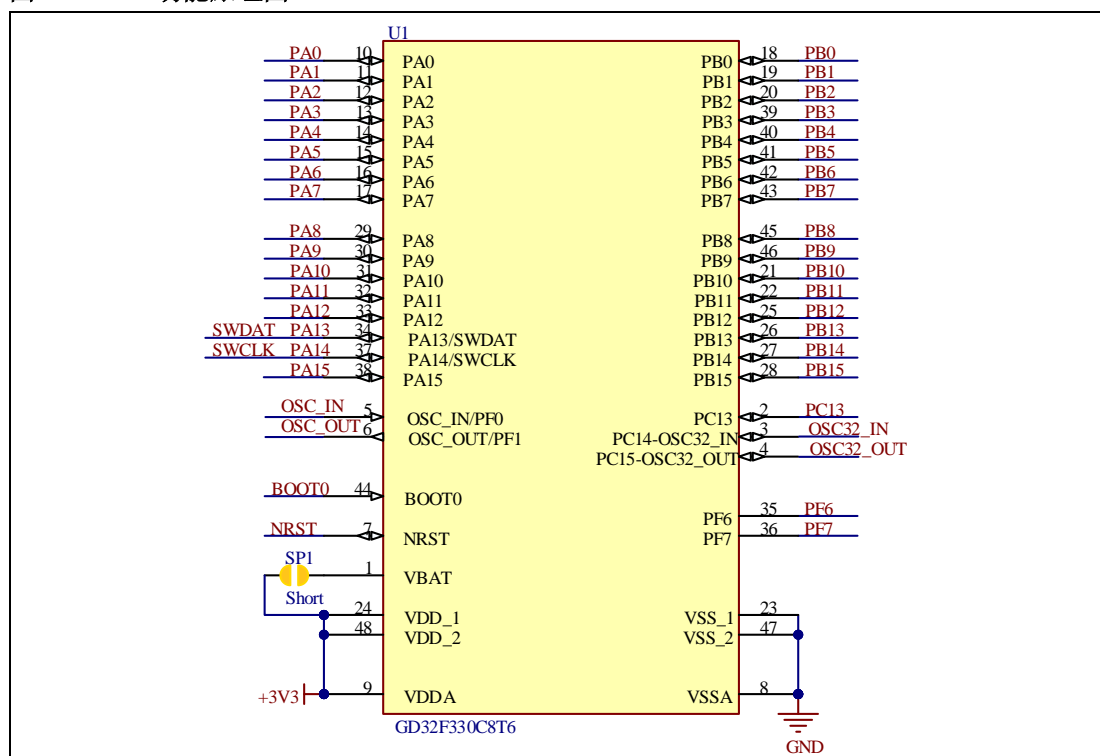 U1
PA0 10 PA0 PB0 18 PB0
PA1 11 PA1 PB1 19 PB1
PA2 12 PA2 PB2 20 PB2
PA3 13 PA3 PB3 39 PB3
PA4 14 PA4 PB4 40 PB4
PA5 15 PA5 PB5 41 PB5
PA6 16 PA6 PB6 42 PB6
PA7 17 PA7 PB7 43 PB7
PA8 29 PA8 PB8 45 PB8
PA9 30 PA9 PB9 46 PB9
PA10 31 PA10 PB10 21 PB10
PA11 32 PA11 PB11 22 PB11
PA12 33 PA12 PB12 25 PB12
SWDAT PA13 34 PA13/SWDAT PB13 26 PB13
SWCLK PA14 37 PA14/SWCLK PB14 27 PB14
PA15 38 PA15 PB15 28 PB15
OSC_IN 5 OSC_IN/PF0 PC13 2 PC13
OSC_OUT 6 OSC_OUT/PF1 PC14-OSC32_IN 3 OSC32_IN
PC15-OSC32_OUT 4 OSC32_OUT
BOOT0 44 BOOT0
PF6 35 PF6
NRST 7 NRST PF7 36 PF7
SP1 1 VBAT
Short
24 VDD_1 VSS_1 23
48 VDD_2 VSS_2 47
+3V3 9 VDDA VSSA 8
GD32F330C8T6
GND